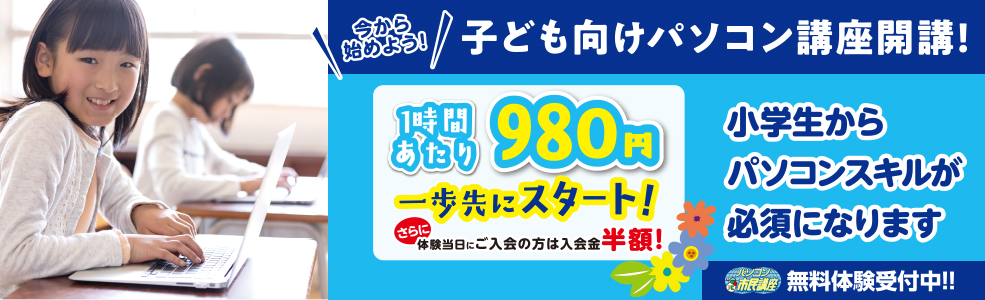 今から
始めよう!
子ども向けパソコン講座開講!
1時間
あたり
980円
一歩先にスタート!
さらに
体験当日にご入会の方は入会金半額!
小学生から
パソコンスキルが
必須になります
パソコン
市民講座
無料体験受付中!!